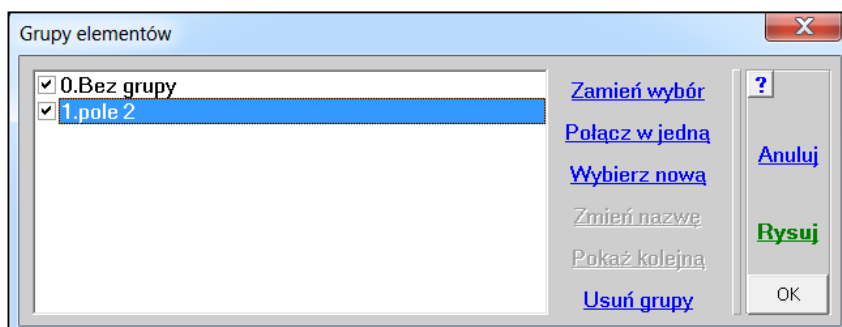 Grupy elementów
X
0.Bez grupy
1.pole 2
Zamień wybór
Połącz w jedną
Wybierz nową
Zmień nazwę
Pokaż kolejną
Usuń grupy
?
Anuluj
Rysuj
OK